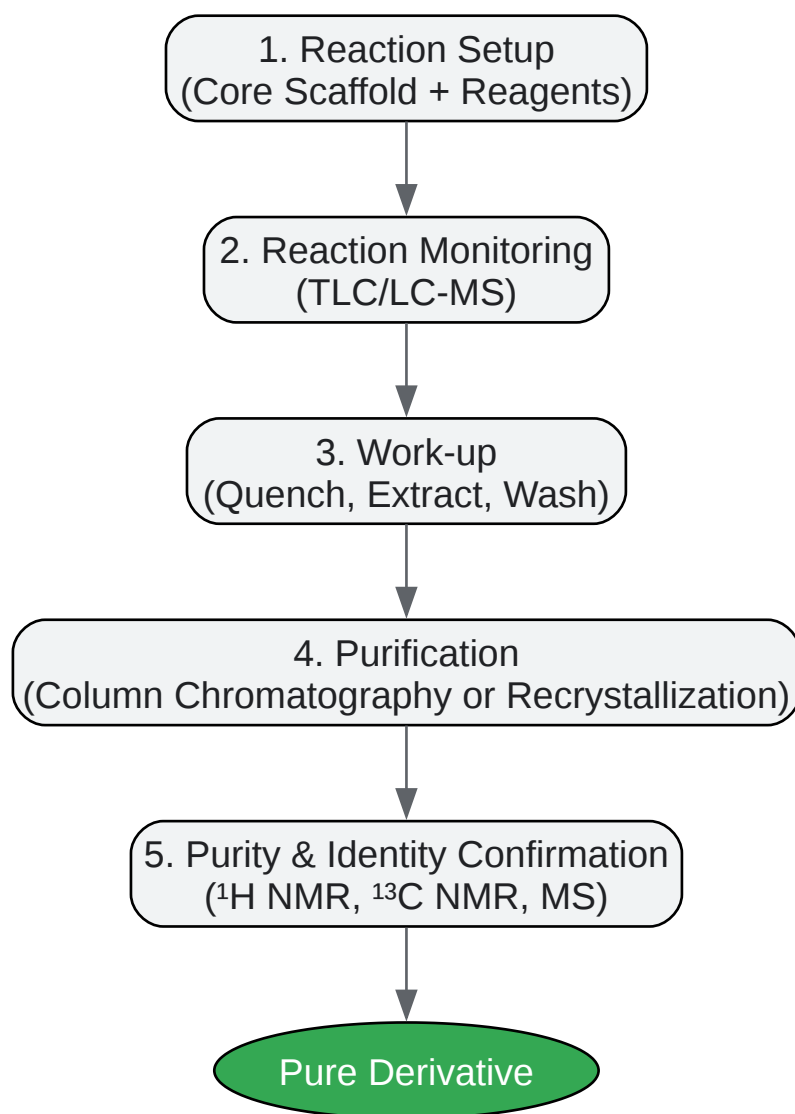 1. Reaction Setup
(Core Scaffold + Reagents)
2. Reaction Monitoring
(TLC/LC-MS)
3. Work-up
(Quench, Extract, Wash)
4. Purification
(Column Chromatography or Recrystallization)
5. Purity & Identity Confirmation
(¹H NMR, ¹³C NMR, MS)
Pure Derivative